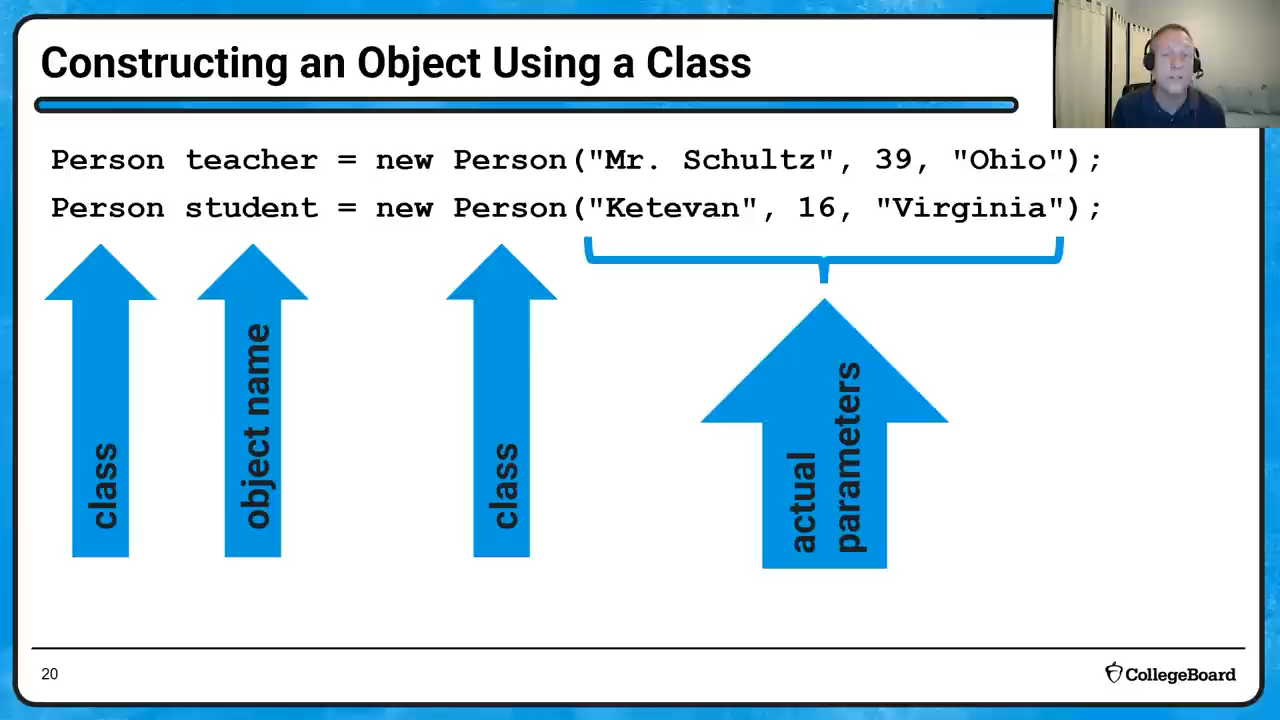 Constructing an Object Using a Class
Person teacher = new Person("Mr. Schultz", 39, "Ohio");
Person student = new Person("Ketevan", 16, "Virginia");
class
object name
class
actual
parameters
20
CollegeBoard